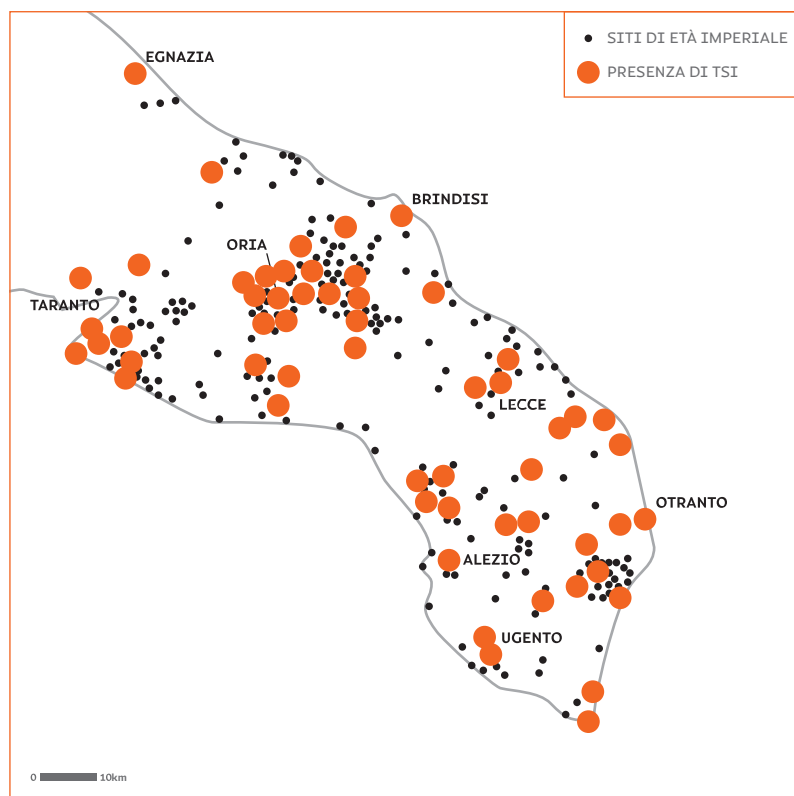 SITI DI ETÀ IMPERIALE
PRESENZA DI TSI
EGNAZIA
BRINDISI
ORIA
TARANTO
LECCE
OTRANTO
ALEZIO
UGENTO
0 10km